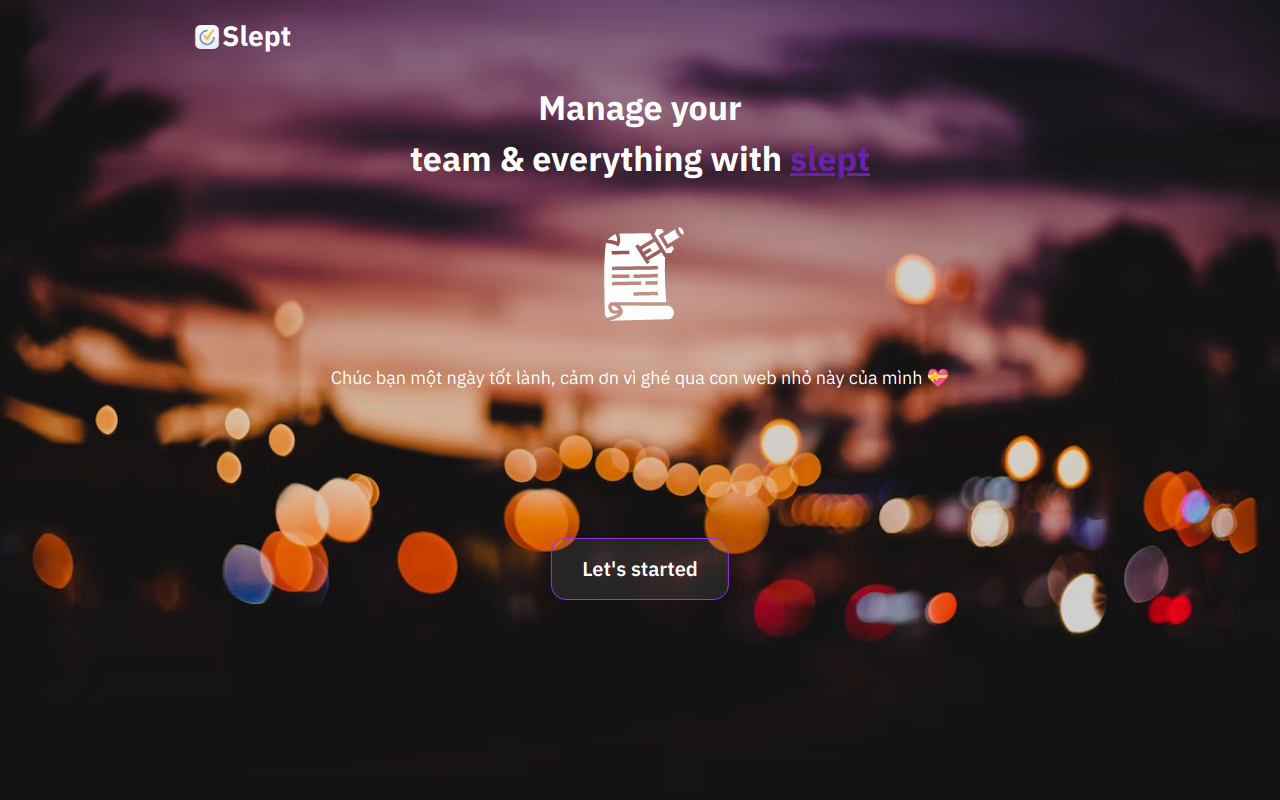 Slept
Manage your
team & everything with slept
Chúc bạn một ngày tốt lành, cảm ơn vì ghé qua con web nhỏ này của mình 💝
Let's started